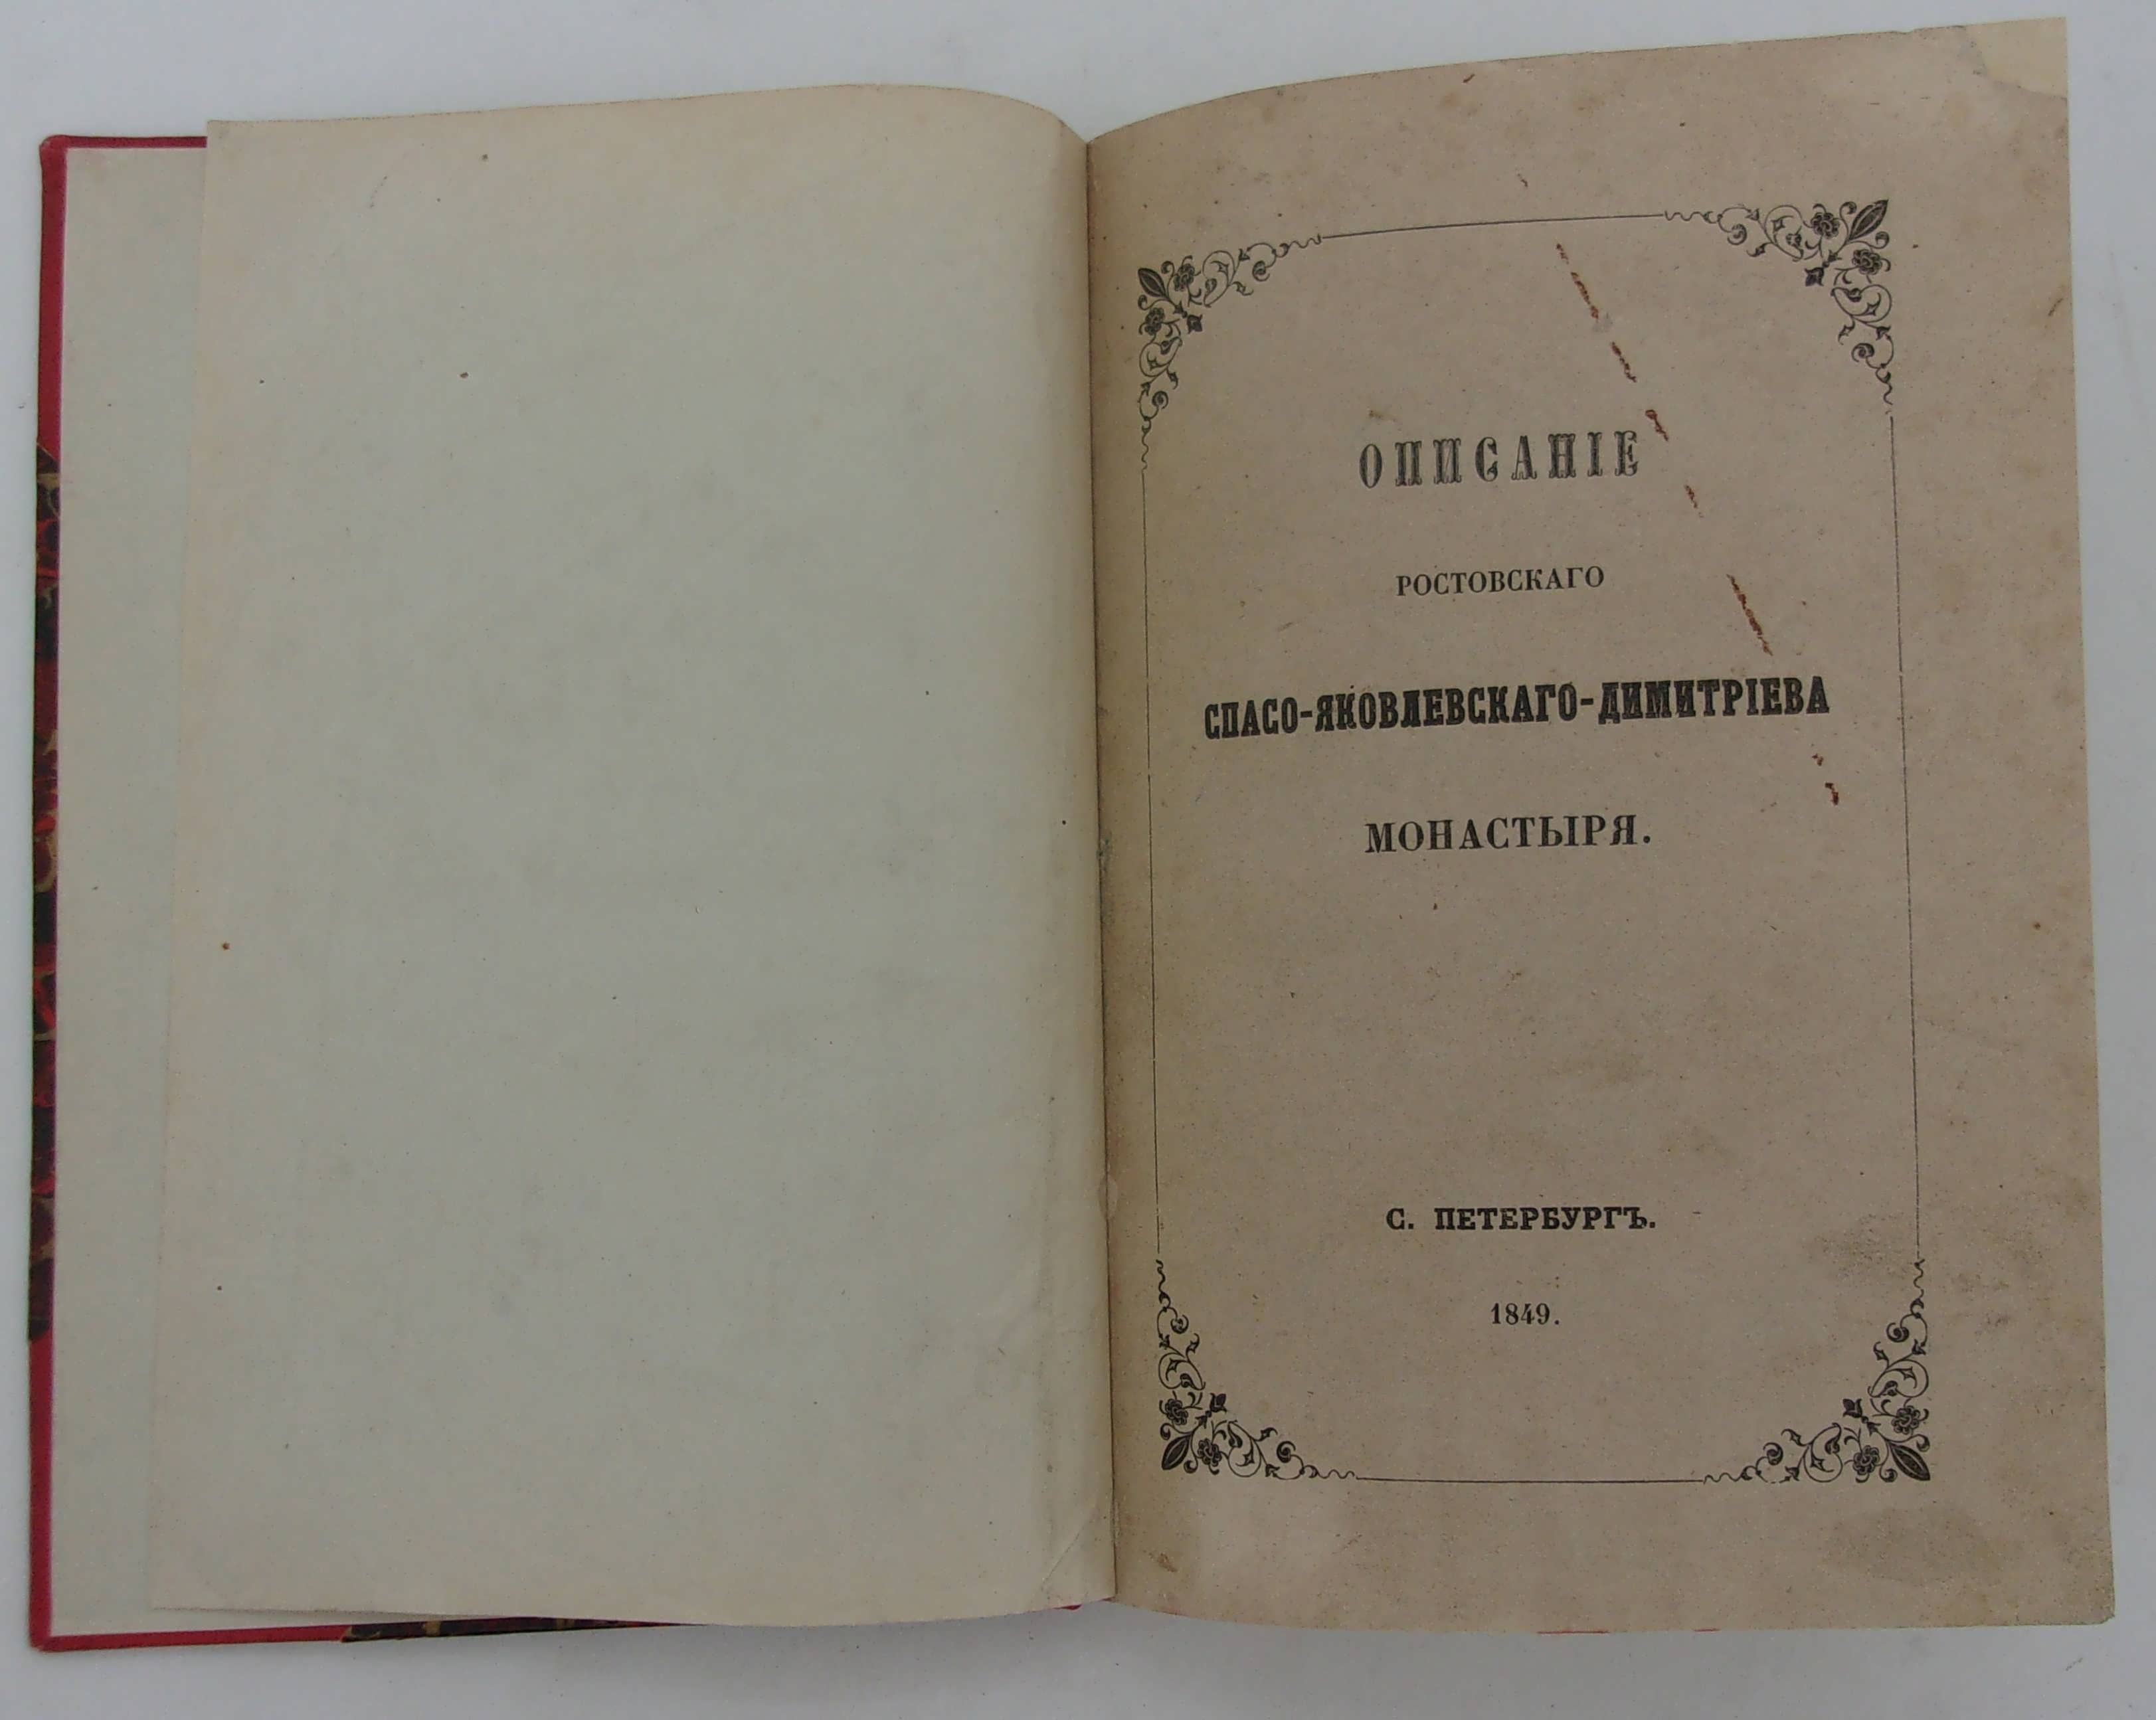 ОПИСАНІЕ
РОСТОВСКАГО
СПАСО-ЯКОВЛЕВСКАГО-ДИМИТРІЕВА
МОНАСТЫРЯ.
С. ПЕТЕРБУРГЪ.
1849.